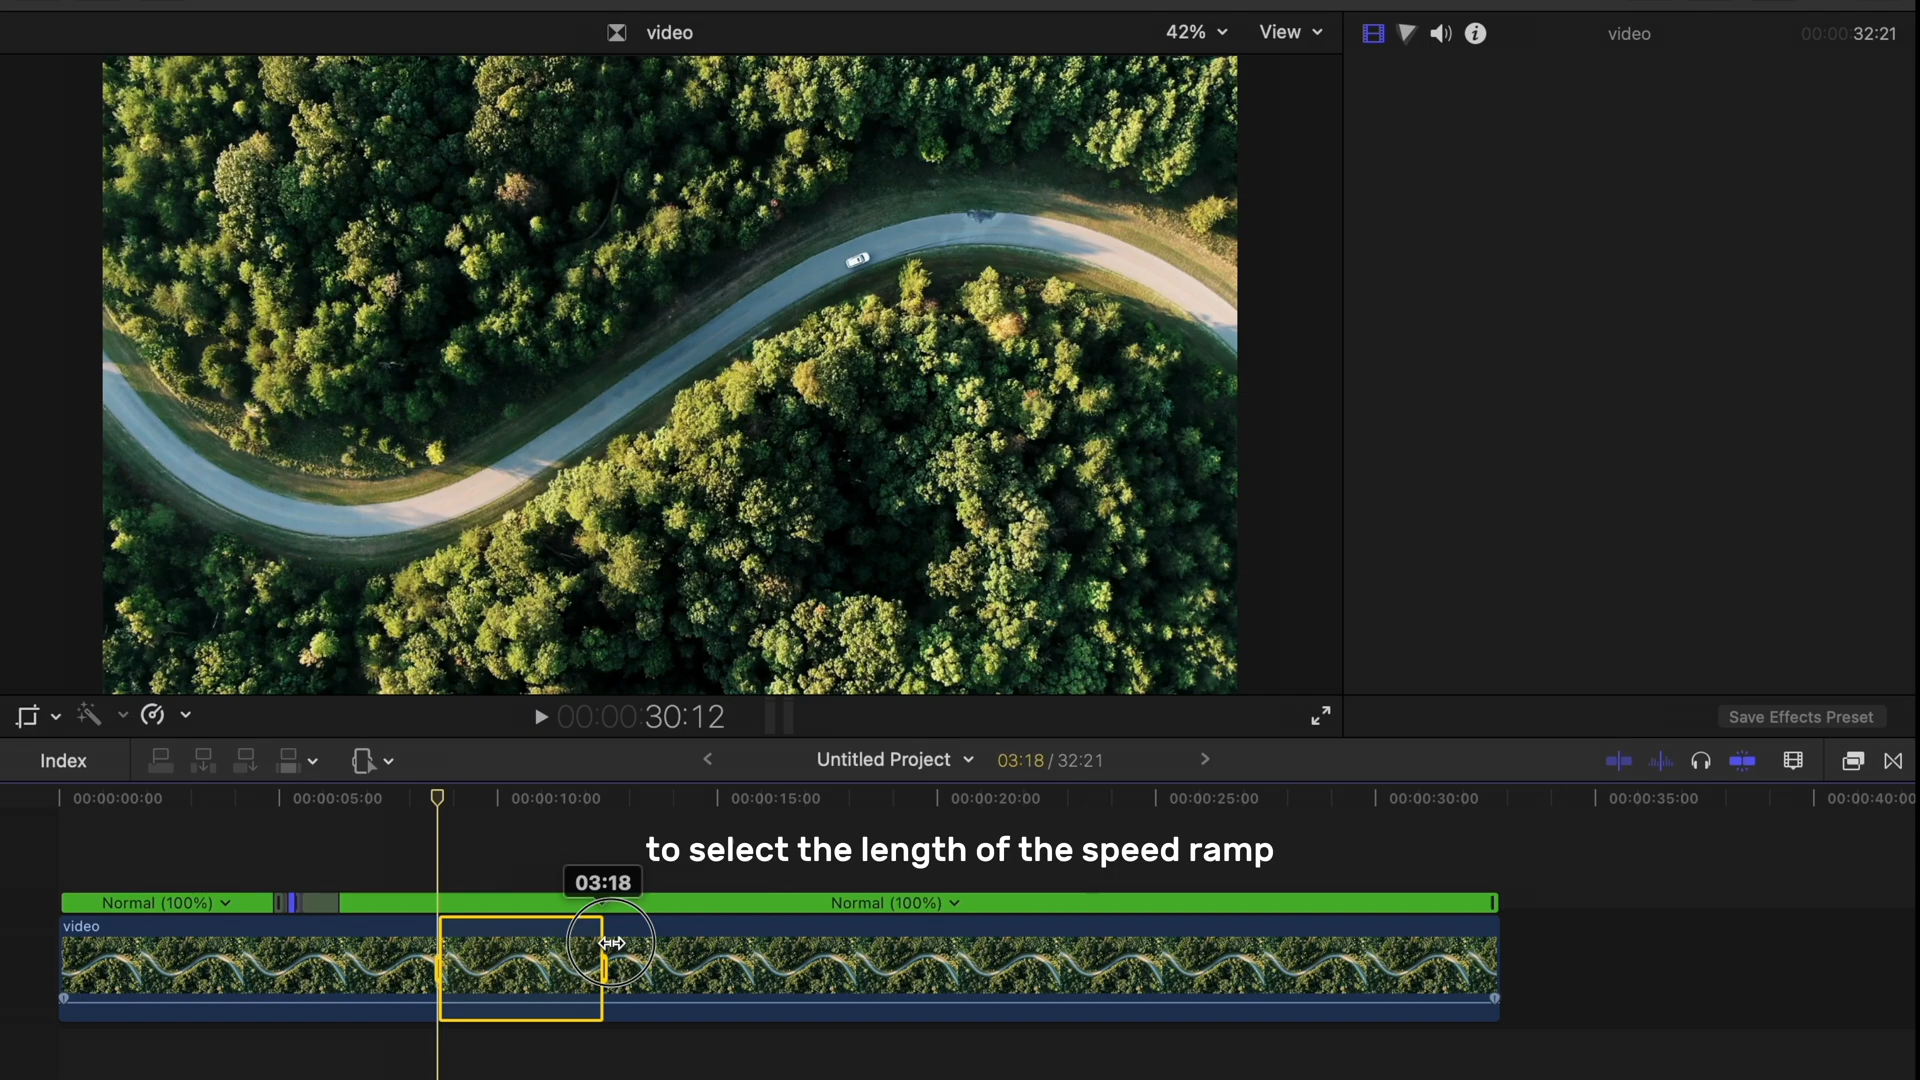 video
42%
View
video
00:00:00:32:21
00:00:00:30:12
Save Effects Preset
Index
Untitled Project
03:18 / 32:21
00:00:00:00
00:00:05:00
00:00:10:00
00:00:15:00
00:00:20:00
00:00:25:00
00:00:30:00
00:00:35:00
00:00:40:00
to select the length of the speed ramp
03:18
Normal (100%)
Normal (100%)
video